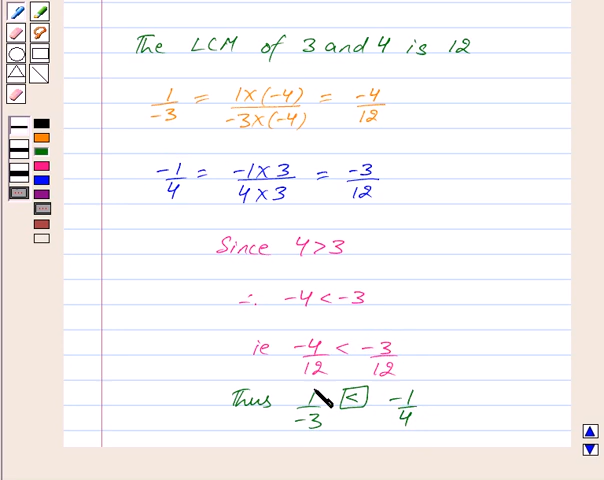 The LCM of 3 and 4 is 12
1/-3 = 1×(-4)/-3×(-4) = -4/12
-1/4 = -1×3/4×3 = -3/12
Since 4>3
∴ -4<-3
ie -4/12 < -3/12
Thus 1/-3 < -1/4